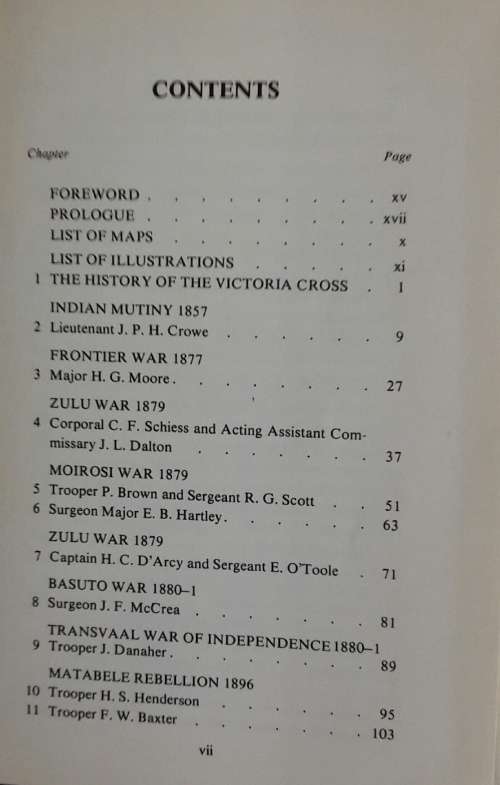 CONTENTS
Chapter Page
FOREWORD . . . . . . . . . xv
PROLOGUE . . . . . . . . . xvii
LIST OF MAPS . . . . . . . . x
LIST OF ILLUSTRATIONS . . . . . xi
1 THE HISTORY OF THE VICTORIA CROSS . 1
INDIAN MUTINY 1857
2 Lieutenant J. P. H. Crowe . . . . . . 9
FRONTIER WAR 1877
3 Major H. G. Moore . . . . . . . . 27
ZULU WAR 1879
4 Corporal C. F. Schiess and Acting Assistant Com-
missary J. L. Dalton . . . . . . . 37
MOIROSI WAR 1879
5 Trooper P. Brown and Sergeant R. G. Scott . . 51
6 Surgeon Major E. B. Hartley . . . . . . 63
ZULU WAR 1879
7 Captain H. C. D'Arcy and Sergeant E. O'Toole . 71
BASUTO WAR 1880–1
8 Surgeon J. F. McCrea . . . . . . . 81
TRANSVAAL WAR OF INDEPENDENCE 1880–1
9 Trooper J. Danaher . . . . . . . . 89
MATABELE REBELLION 1896
10 Trooper H. S. Henderson . . . . . . 95
11 Trooper F. W. Baxter . . . . . . . 103
vii